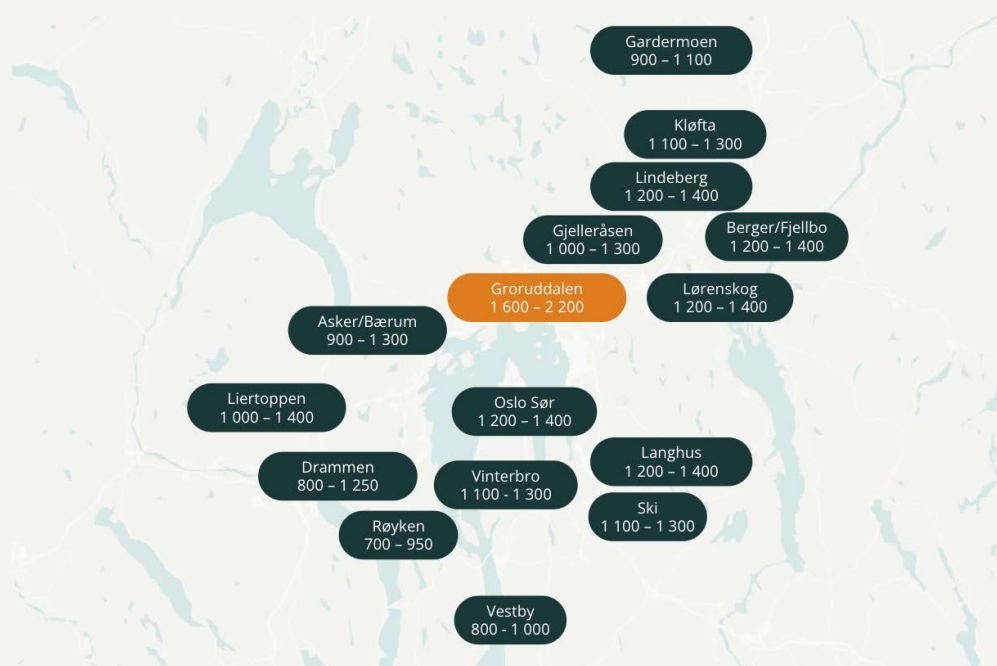 Gardermoen
900 – 1 100
Kløfta
1 100 – 1 300
Lindeberg
1 200 – 1 400
Gjelleråsen
1 000 – 1 300
Berger/Fjellbo
1 200 – 1 400
Groruddalen
1 600 – 2 200
Lørenskog
1 200 – 1 400
Asker/Bærum
900 – 1 300
Liertoppen
1 000 – 1 400
Oslo Sør
1 200 – 1 400
Langhus
1 200 – 1 400
Drammen
800 – 1 250
Vinterbro
1 100 - 1 300
Ski
1 100 – 1 300
Røyken
700 – 950
Vestby
800 - 1 000